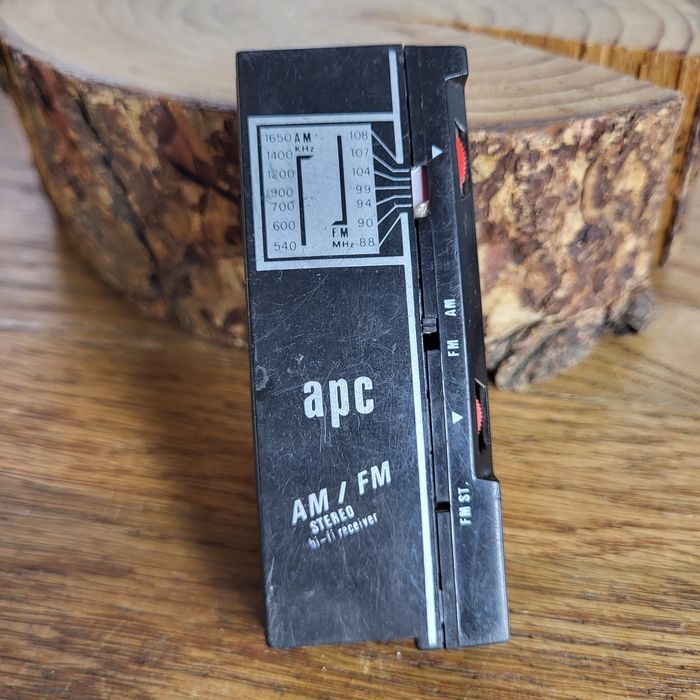 1650 AM 108
KHz
1400 107
1200 104
900 99
700 94
600 90
FM
540 MHz 88
FM AM
apc
AM / FM
STEREO
hi-fi receiver
FM ST.